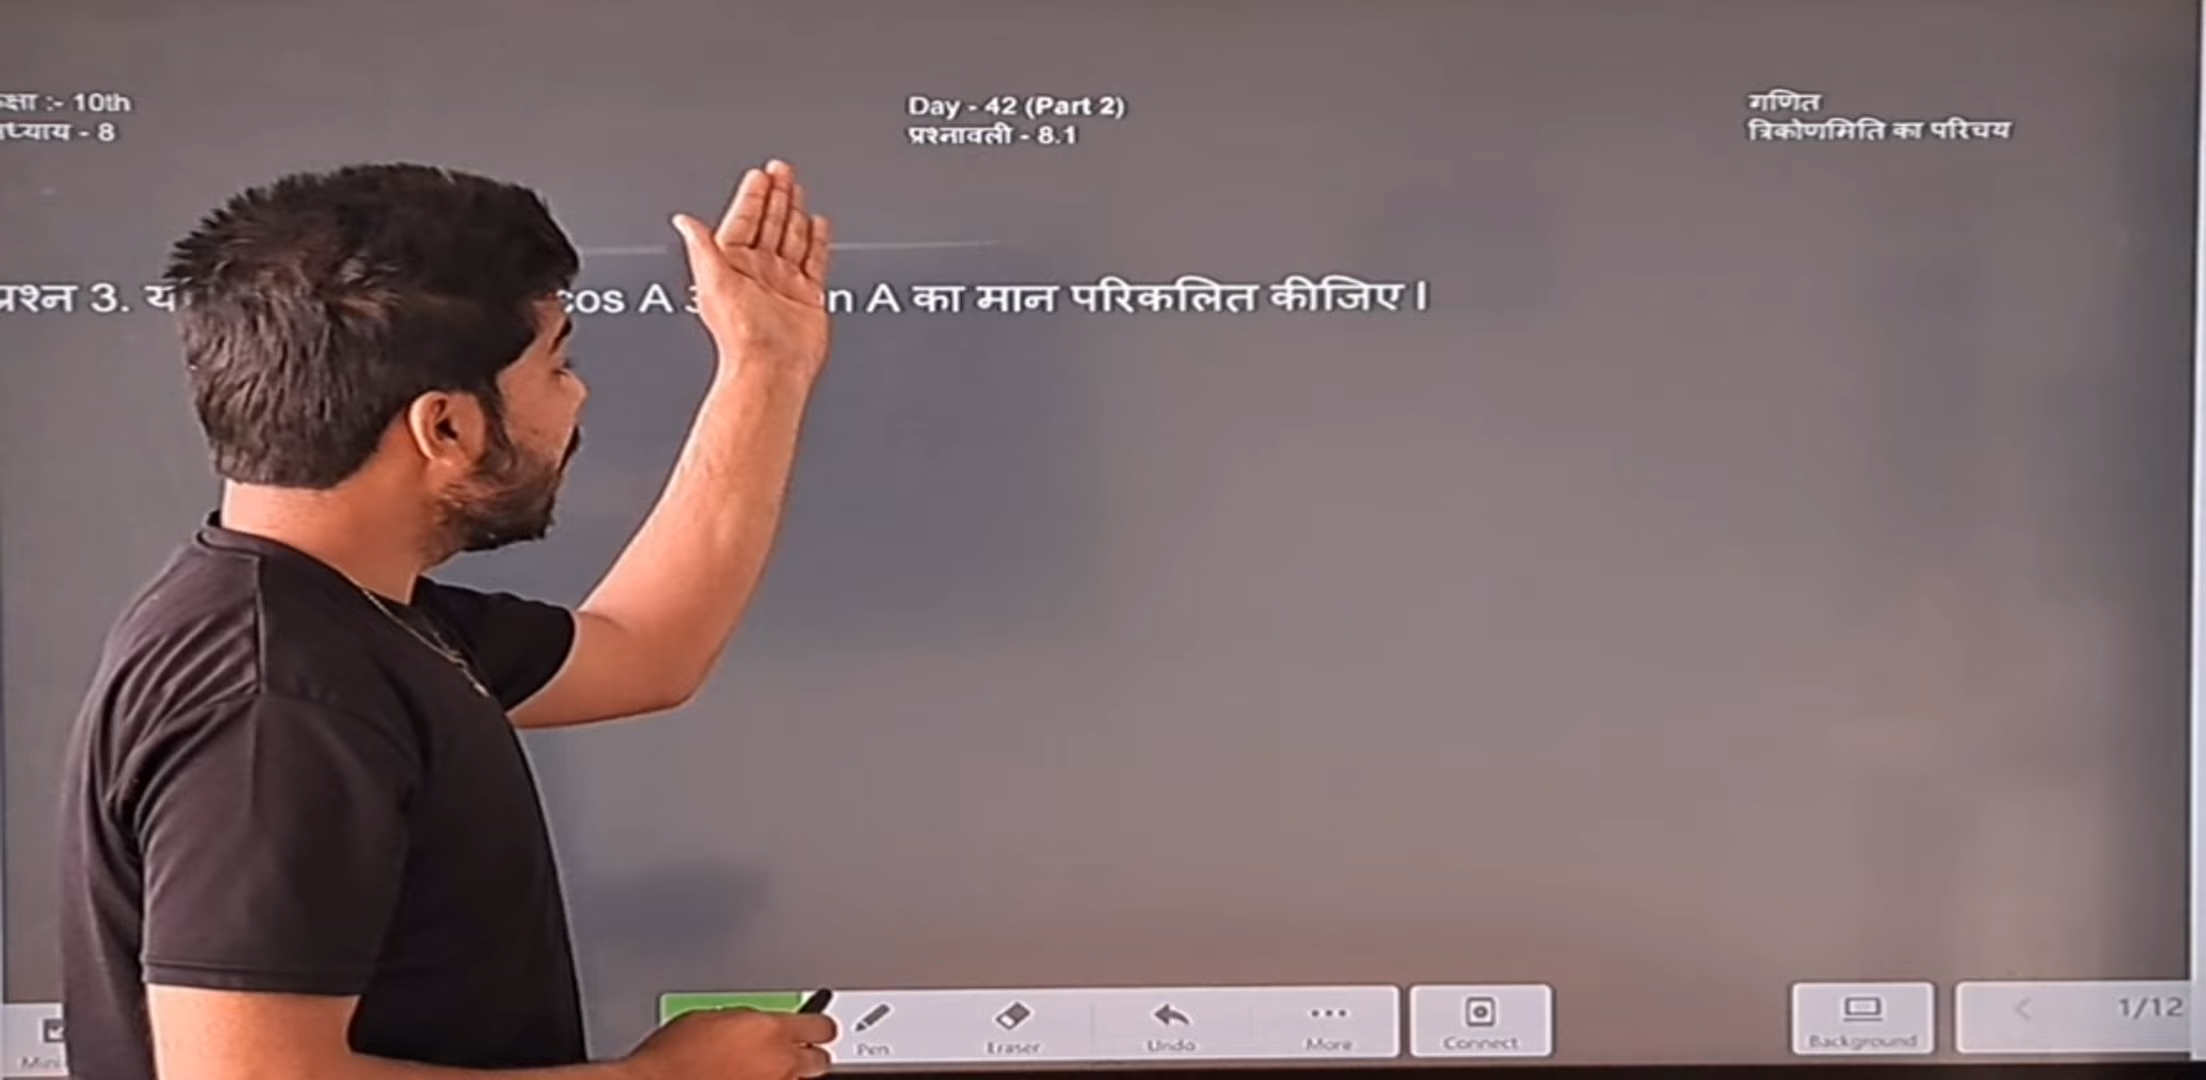 क्षा :- 10th
ध्याय - 8
Day - 42 (Part 2)
प्रश्नावली - 8.1
गणित
त्रिकोणमिति का परिचय
प्रश्न 3. cos A A का मान परिकलित कीजिए।
Pen
Eraser
Undo
More
Connect
Background
1/12